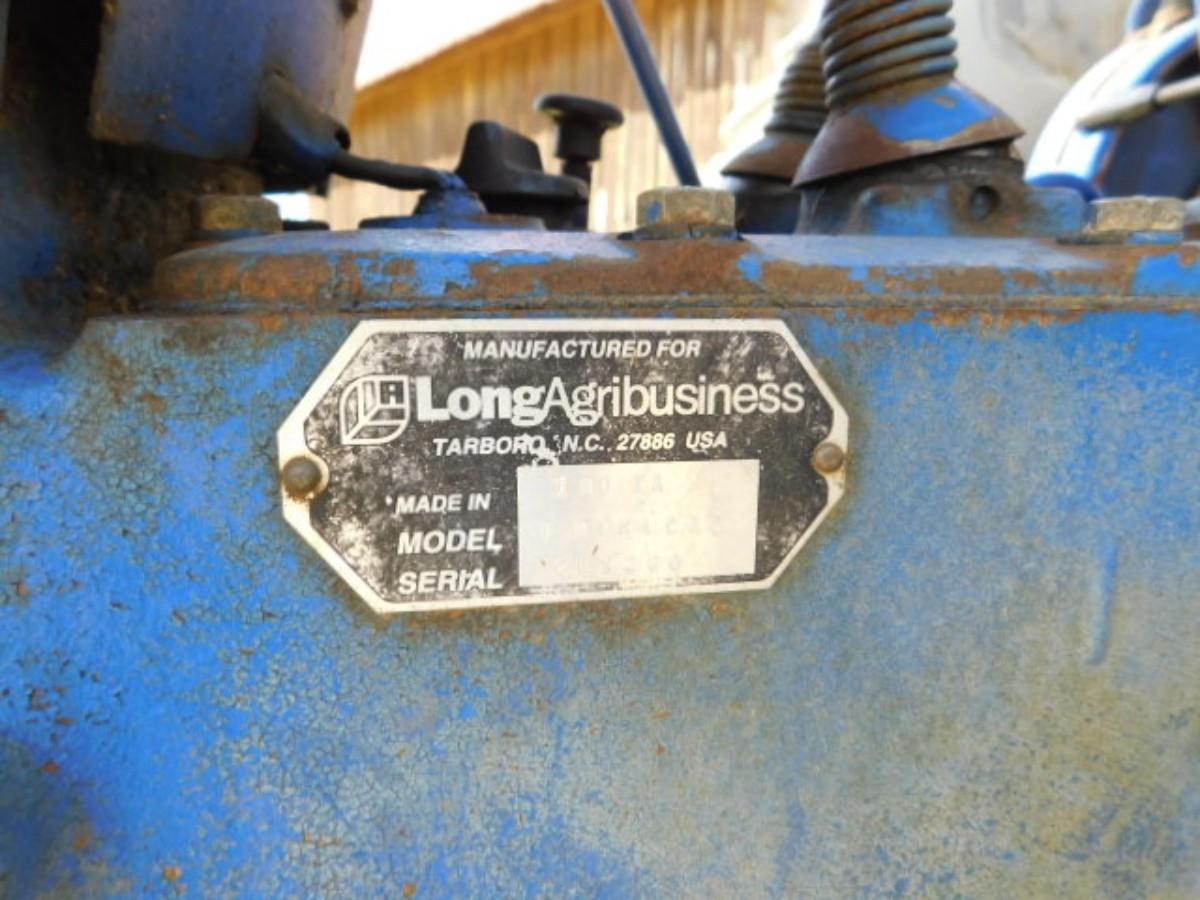 MANUFACTURED FOR
LongAgribusiness
TARBORO, N.C. 27886 USA
MADE IN
MODEL
SERIAL